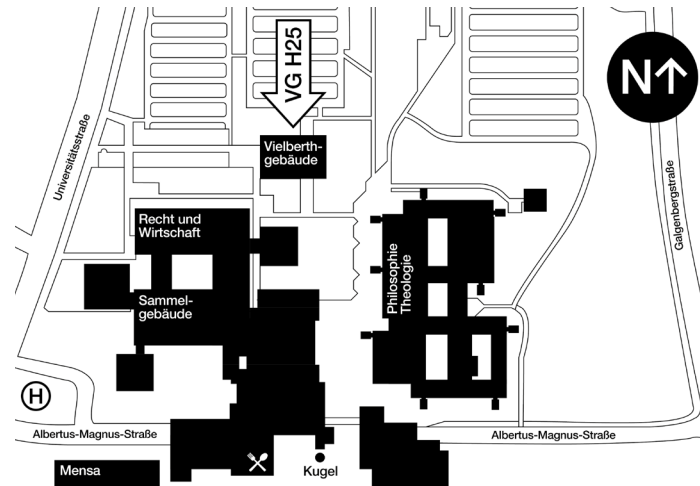 VG H25
N
Vielberth-
gebäude
Universitätsstraße
Galgenbergstraße
Recht und
Wirtschaft
Philosophie
Theologie
Sammel-
gebäude
H
Albertus-Magnus-Straße
Albertus-Magnus-Straße
Mensa
Kugel